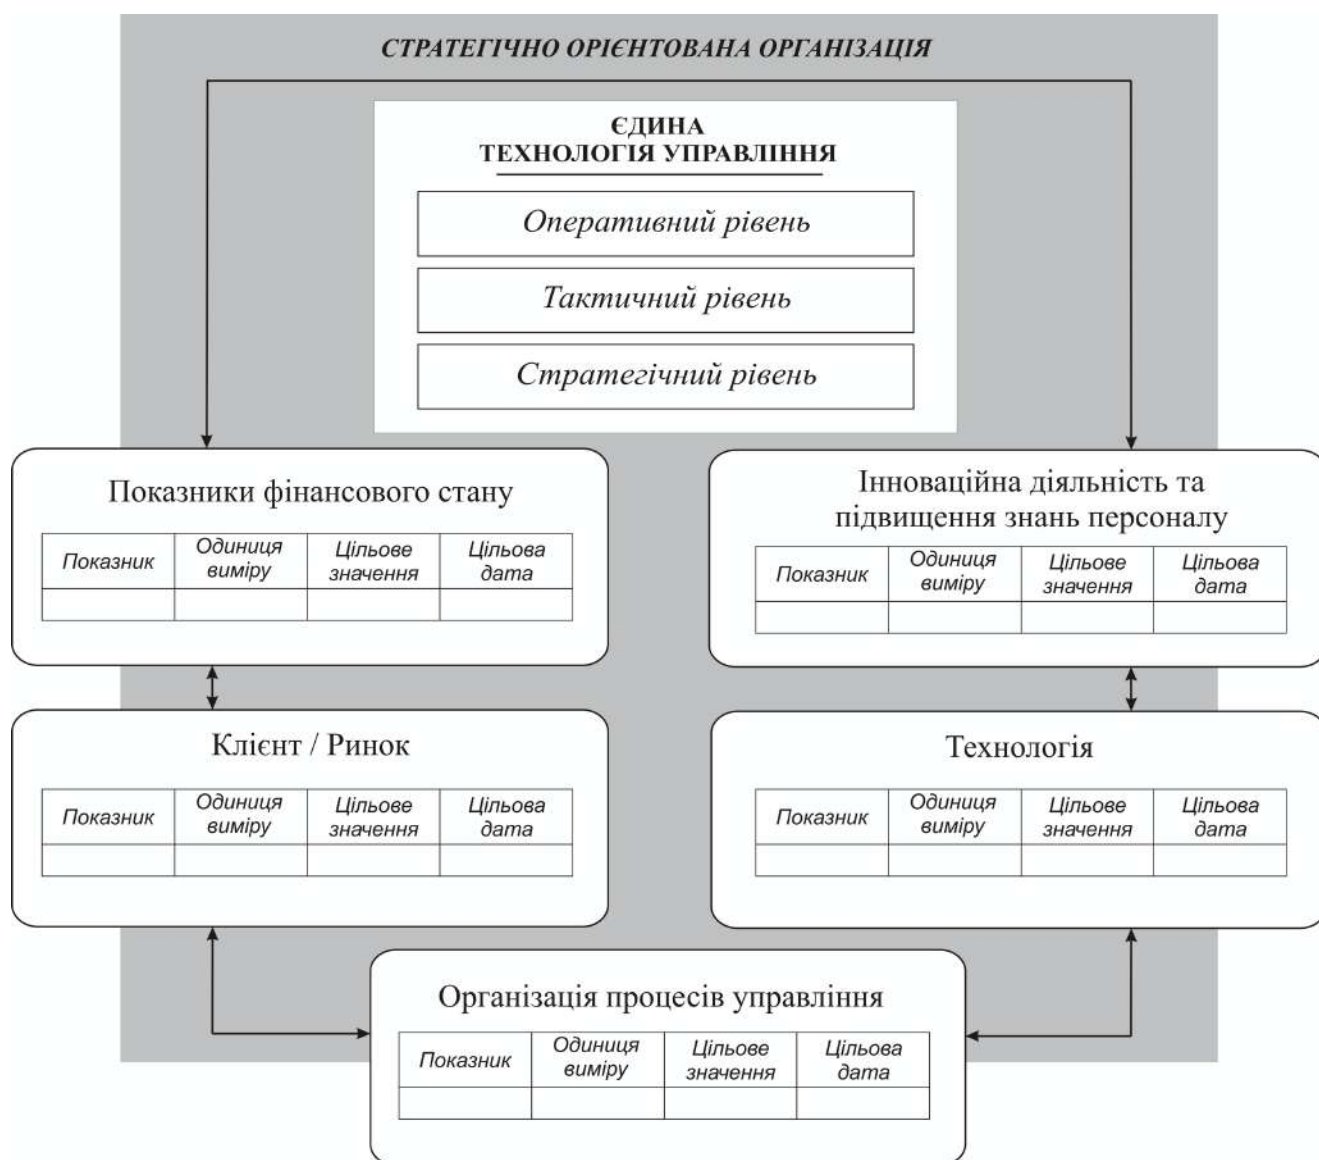 СТРАТЕГІЧНО ОРІЄНТОВАНА ОРГАНІЗАЦІЯ
ЄДИНА
ТЕХНОЛОГІЯ УПРАВЛІННЯ
Оперативний рівень
Тактичний рівень
Стратегічний рівень
Показники фінансового стану
Показник Одиниця виміру Цільове значення Цільова дата
Інноваційна діяльність та
підвищення знань персоналу
Показник Одиниця виміру Цільове значення Цільова дата
Клієнт / Ринок
Показник Одиниця виміру Цільове значення Цільова дата
Технологія
Показник Одиниця виміру Цільове значення Цільова дата
Організація процесів управління
Показник Одиниця виміру Цільове значення Цільова дата